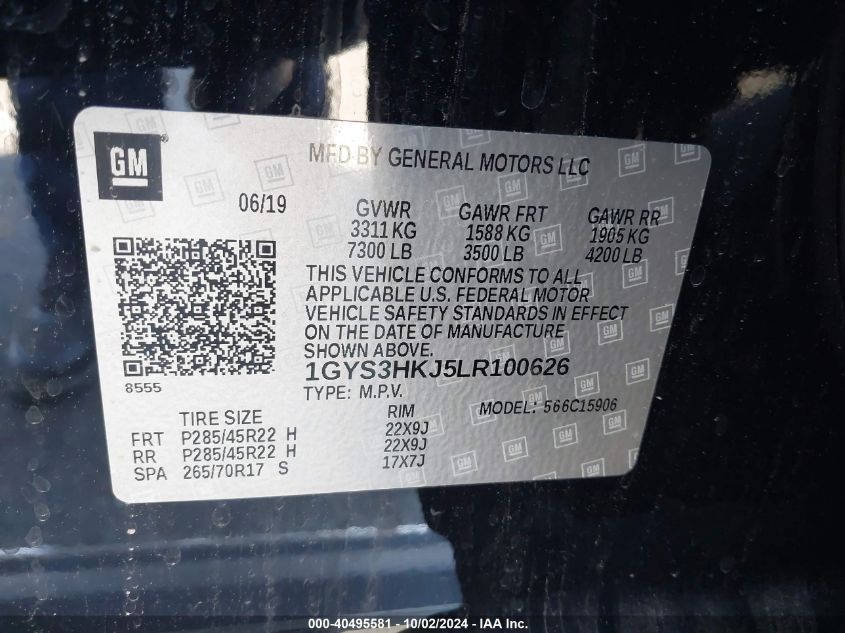 GM
MFD BY GENERAL MOTORS LLC
06/19
GVWR GAWR FRT GAWR RR
3311 KG 1588 KG 1905 KG
7300 LB 3500 LB 4200 LB
THIS VEHICLE CONFORMS TO ALL
APPLICABLE U.S. FEDERAL MOTOR
VEHICLE SAFETY STANDARDS IN EFFECT
ON THE DATE OF MANUFACTURE
SHOWN ABOVE.
1GYS3HKJ5LR100626
8555
TYPE: M.P.V. MODEL: 566C15906
TIRE SIZE RIM
FRT P285/45R22 H 22X9J
RR P285/45R22 H 22X9J
SPA 265/70R17 S 17X7J
000-40495581 - 10/02/2024 - IAA Inc.